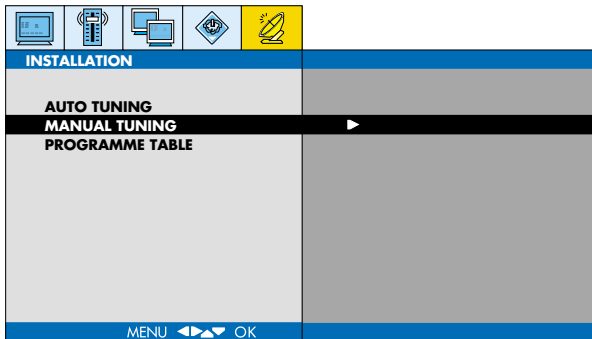 INSTALLATION
AUTO TUNING
MANUAL TUNING
PROGRAMME TABLE
MENU OK